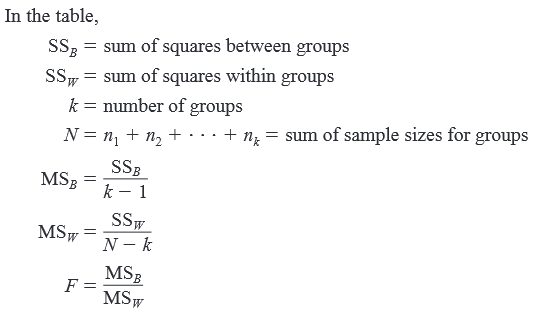 In the table,
SS_B = sum of squares between groups
SS_W = sum of squares within groups
k = number of groups
N = n_1 + n_2 + · · · + n_k = sum of sample sizes for groups
MS_B = SS_B / k − 1
MS_W = SS_W / N − k
F = MS_B / MS_W